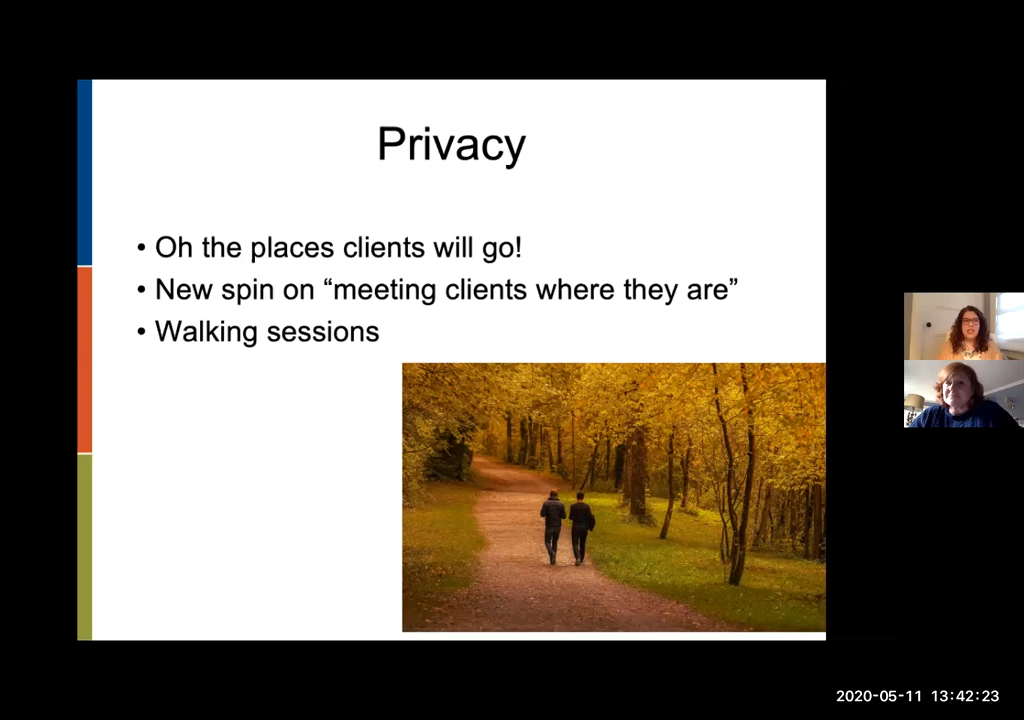 Privacy
• Oh the places clients will go!
• New spin on “meeting clients where they are”
• Walking sessions
2020-05-11 13:42:23